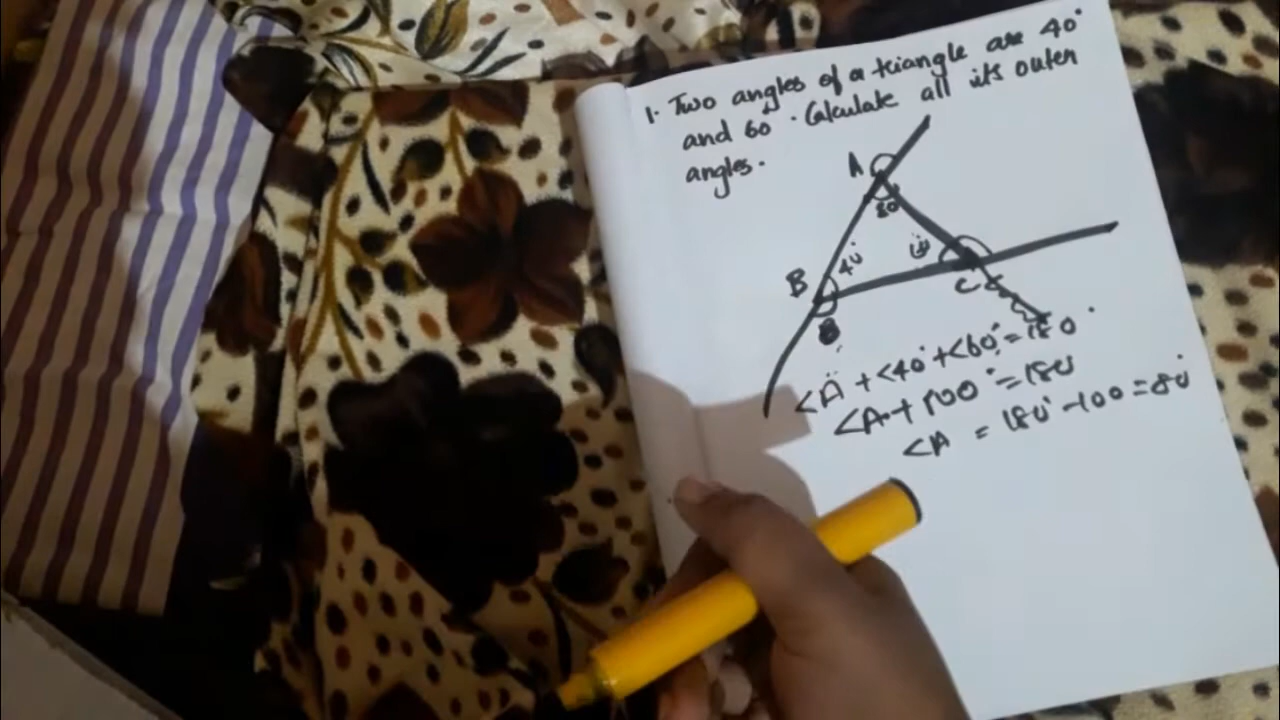 1. Two angles of a triangle are 40°
and 60°. Calculate all its outer
angles.
A
80
B
40
C
<A + <40° + <60° = 180°
<A + 100° = 180
<A = 180° - 100 = 80°